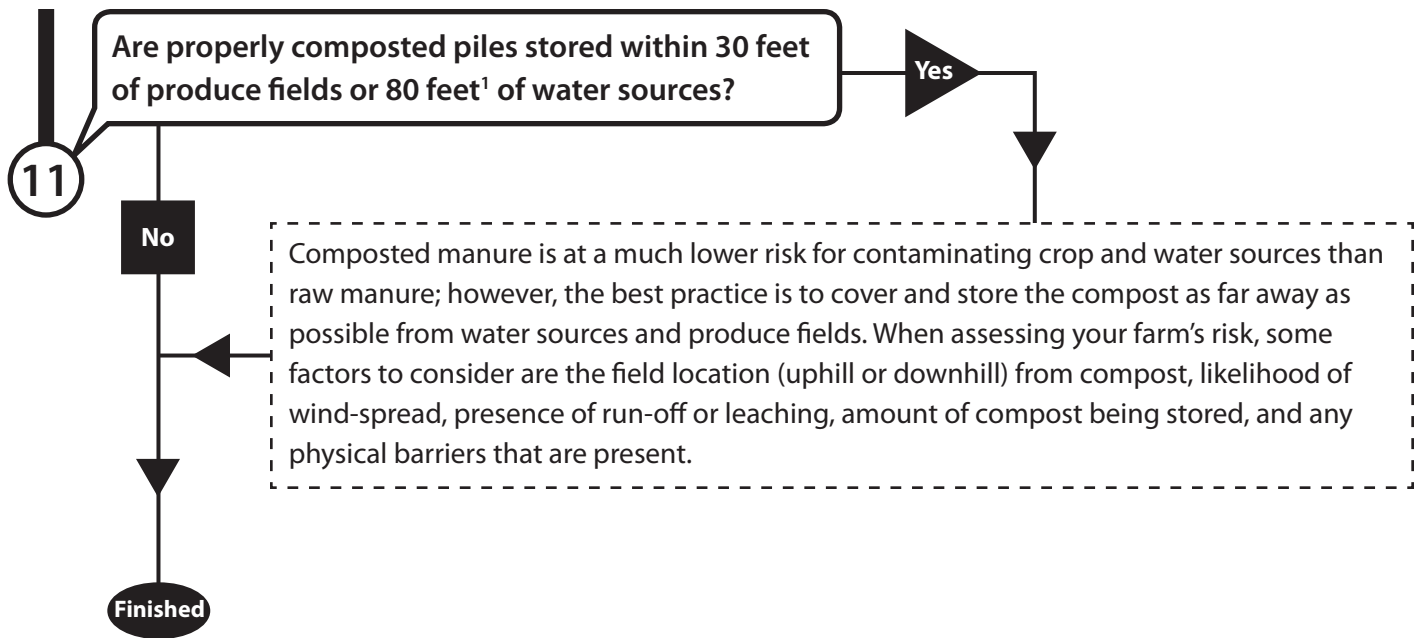 Are properly composted piles stored within 30 feet
of produce fields or 80 feet¹ of water sources?
Yes
11
No
Composted manure is at a much lower risk for contaminating crop and water sources than
raw manure; however, the best practice is to cover and store the compost as far away as
possible from water sources and produce fields. When assessing your farm’s risk, some
factors to consider are the field location (uphill or downhill) from compost, likelihood of
wind-spread, presence of run-off or leaching, amount of compost being stored, and any
physical barriers that are present.
Finished